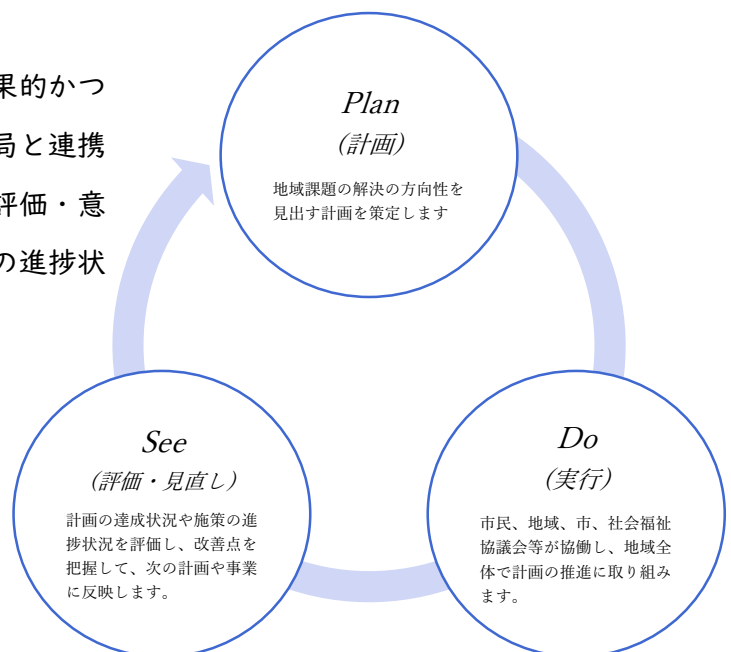 果的かつ
局と連携
評価・意
の進捗状
Plan
（計画）
地域課題の解決の方向性を
見出す計画を策定します
See
（評価・見直し）
計画の達成状況や施策の進
捗状況を評価し、改善点を
把握して、次の計画や事業
に反映します。
Do
（実行）
市民、地域、市、社会福祉
協議会等が協働し、地域全
体で計画の推進に取り組み
ます。